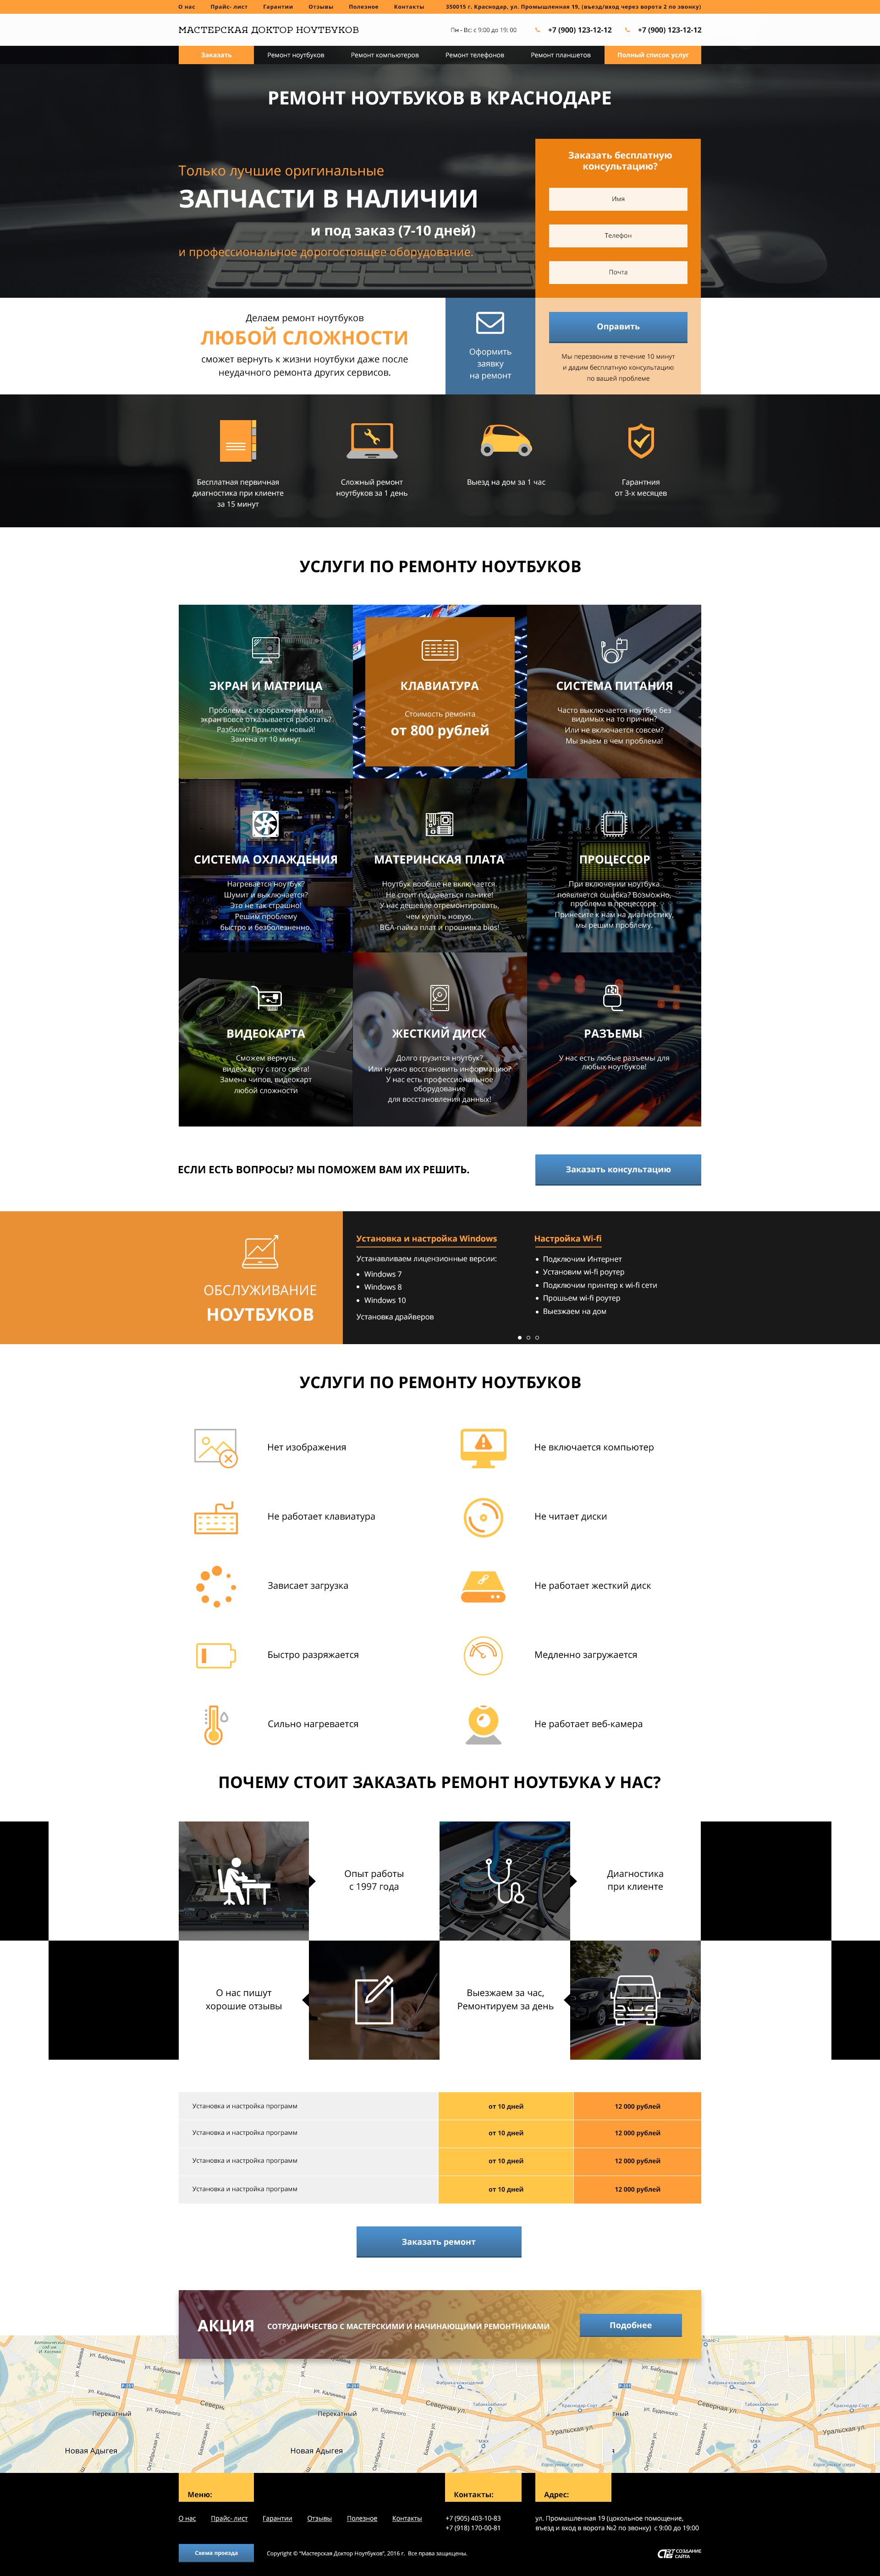 О нас Прайс- лист Гарантии Отзывы Полезное Контакты 350015 г. Краснодар, ул. Промышленная 19, (въезд/вход через ворота 2 по звонку)
МАСТЕРСКАЯ ДОКТОР НОУТБУКОВ Пн - Вс: с 9:00 до 19: 00 +7 (900) 123-12-12 +7 (900) 123-12-12
Заказать Ремонт ноутбуков Ремонт компьютеров Ремонт телефонов Ремонт планшетов Полный список услуг
РЕМОНТ НОУТБУКОВ В КРАСНОДАРЕ
Только лучшие оригинальные
ЗАПЧАСТИ В НАЛИЧИИ
и под заказ (7-10 дней)
и профессиональное дорогостоящее оборудование.
Заказать бесплатную
консультацию?
Имя
Телефон
Почта
Оправить
Мы перезвоним в течение 10 минут
и дадим бесплатную консультацию
по вашей проблеме
Делаем ремонт ноутбуков
ЛЮБОЙ СЛОЖНОСТИ
сможет вернуть к жизни ноутбуки даже после
неудачного ремонта других сервисов.
Оформить
заявку
на ремонт
Бесплатная первичная
диагностика при клиенте
за 15 минут
Сложный ремонт
ноутбуков за 1 день
Выезд на дом за 1 час
Гарантния
от 3-х месяцев
УСЛУГИ ПО РЕМОНТУ НОУТБУКОВ
ЭКРАН И МАТРИЦА
Проблемы с изображением или
экран вовсе отказывается работать?
Разбили? Приклеем новый!
Замена от 10 минут
КЛАВИАТУРА
Стоимость ремонта
от 800 рублей
СИСТЕМА ПИТАНИЯ
Часто выключается ноутбук без
видимых на то причин?
Или не включается совсем?
Мы знаем в чем проблема!
СИСТЕМА ОХЛАЖДЕНИЯ
Нагревается ноутбук?
Шумит и выключается?
Это не так страшно!
Решим проблему
быстро и безболезненно.
МАТЕРИНСКАЯ ПЛАТА
Ноутбук вообще не включается.
Не стоит поддаваться панике!
У нас дешевле отремонтировать,
чем купить новую.
BGA-пайка плат и прошивка bios!
ПРОЦЕССОР
При включении ноутбука
появляется ошибка? Возможно,
проблема в процессоре.
Принесите к нам на диагностику,
мы решим проблему.
ВИДЕОКАРТА
Сможем вернуть
видеокарту с того света!
Замена чипов, видеокарт
любой сложности
ЖЕСТКИЙ ДИСК
Долго грузится ноутбук?
Или нужно восстановить информацию?
У нас есть профессиональное
оборудование
для восстановления данных!
РАЗЪЕМЫ
У нас есть любые разъемы для
любых ноутбуков!
ЕСЛИ ЕСТЬ ВОПРОСЫ? МЫ ПОМОЖЕМ ВАМ ИХ РЕШИТЬ.
Заказать консультацию
ОБСЛУЖИВАНИЕ
НОУТБУКОВ
Установка и настройка Windows
Устанавливаем лицензионные версии:
Windows 7
Windows 8
Windows 10
Установка драйверов
Настройка Wi-fi
Подключим Интернет
Установим wi-fi роутер
Подключим принтер к wi-fi сети
Прошьем wi-fi роутер
Выезжаем на дом
УСЛУГИ ПО РЕМОНТУ НОУТБУКОВ
Нет изображения
Не включается компьютер
Не работает клавиатура
Не читает диски
Зависает загрузка
Не работает жесткий диск
Быстро разряжается
Медленно загружается
Сильно нагревается
Не работает веб-камера
ПОЧЕМУ СТОИТ ЗАКАЗАТЬ РЕМОНТ НОУТБУКА У НАС?
Опыт работы
с 1997 года
Диагностика
при клиенте
О нас пишут
хорошие отзывы
Выезжаем за час,
Ремонтируем за день
Установка и настройка программ от 10 дней 12 000 рублей
Установка и настройка программ от 10 дней 12 000 рублей
Установка и настройка программ от 10 дней 12 000 рублей
Установка и настройка программ от 10 дней 12 000 рублей
Заказать ремонт
АКЦИЯ СОТРУДНИЧЕСТВО С МАСТЕРСКИМИ И НАЧИНАЮЩИМИ РЕМОНТНИКАМИ Подобнее
ул. Бабушкина
ул. Калинина
Перекатный
ул. Буденного
Новая Адыгея
Северная ул.
Уральская ул.
Меню:
Контакты:
Адрес:
О нас Прайс- лист Гарантии Отзывы Полезное Контакты
+7 (905) 403-10-83
+7 (918) 170-00-81
ул. Промышленная 19 (цокольное помещение,
въезд и вход в ворота №2 по звонку) с 9:00 до 19:00
Схема проезда
Copyright © "Мастерская Доктор Ноутбуков", 2016 г. Все права защищены.
СОЗДАНИЕ
САЙТА